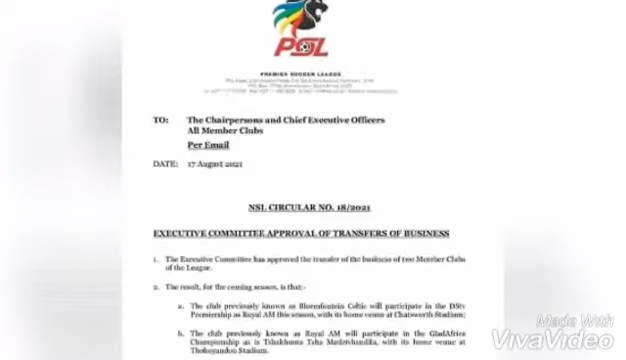 PSL
PREMIER SOCCER LEAGUE
TO: The Chairpersons and Chief Executive Officers
All Member Clubs
Per Email
DATE: 17 August 2021
NSL CIRCULAR NO. 18/2021
EXECUTIVE COMMITTEE APPROVAL OF TRANSFERS OF BUSINESS
1. The Executive Committee has approved the transfer of the business of two Member Clubs
of the League.
2. The result, for the coming season, is that:-
a. The club previously known as Bloemfontein Celtic will participate in the DStv
Premiership as Royal AM this season, with its home venue at Chatsworth Stadium;
b. The club previously known as Royal AM will participate in the GladAfrica
Championship as is Tshakhuma Tsha Madzivhandila, with its home venue at
Thohoyandou Stadium.
Made With
VivaVideo